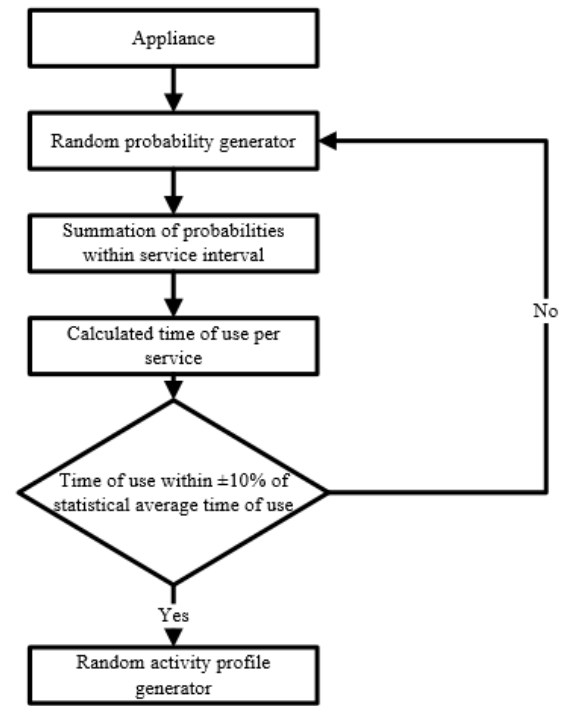 Appliance
Random probability generator
Summation of probabilities
within service interval
Calculated time of use per
service
No
Time of use within ±10% of
statistical average time of use
Yes
Random activity profile
generator